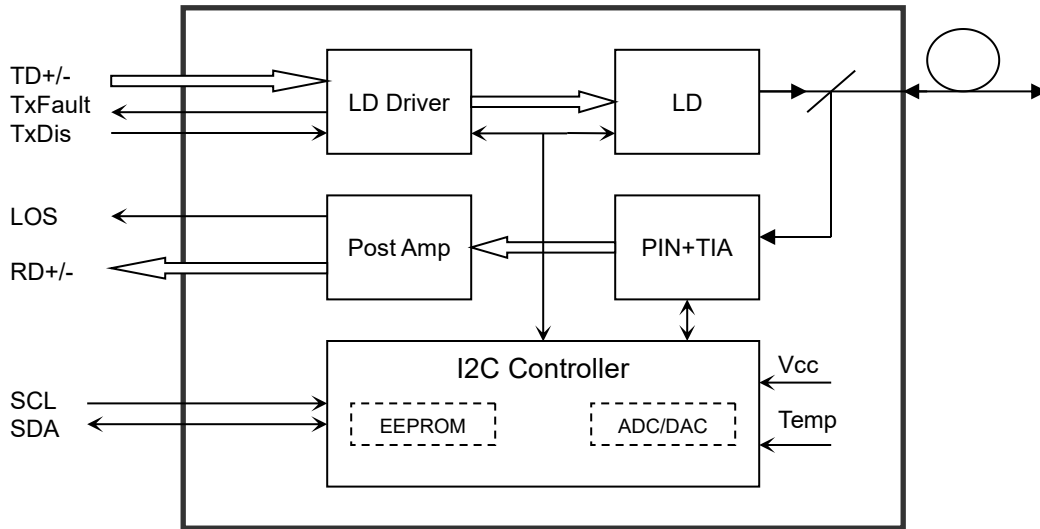 TD+/-
TxFault
TxDis
LD Driver
LD
LOS
RD+/-
Post Amp
PIN+TIA
I2C Controller
Vcc
SCL
SDA
EEPROM
ADC/DAC
Temp